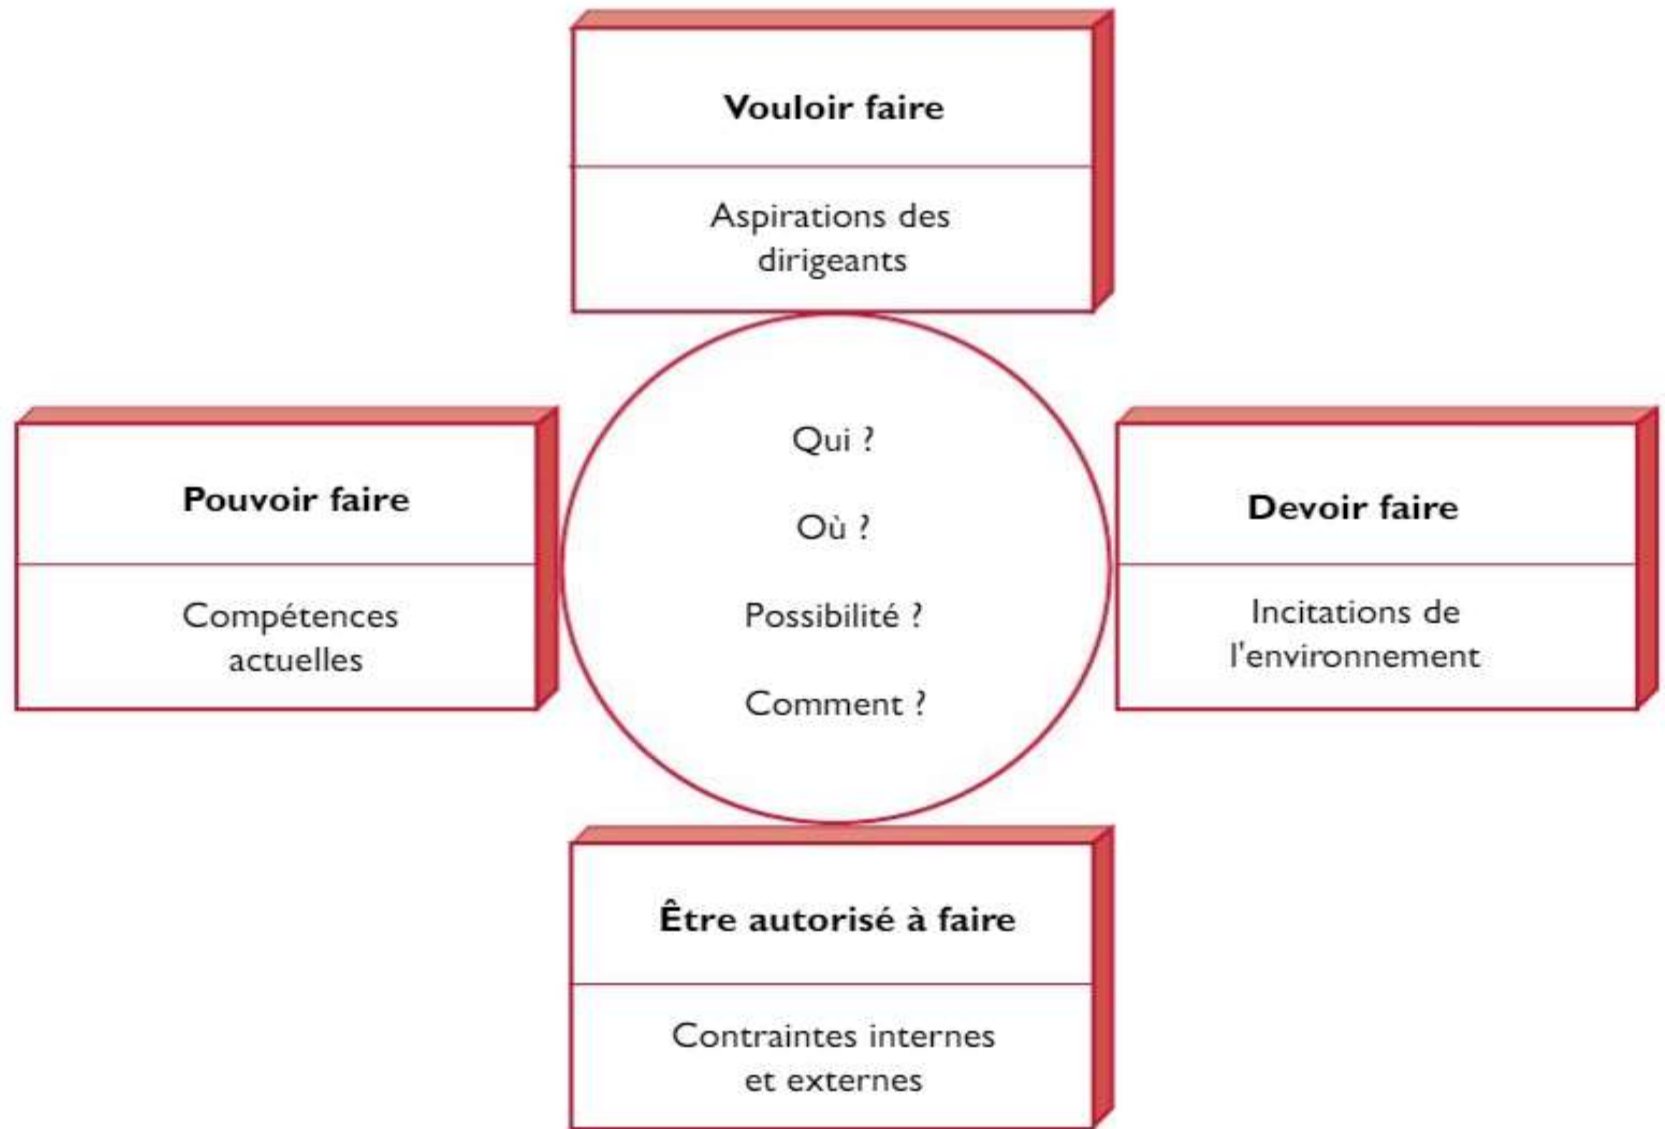 Vouloir faire
Aspirations des
dirigeants
Pouvoir faire
Compétences
actuelles
Qui ?
Où ?
Possibilité ?
Comment ?
Devoir faire
Incitations de
l'environnement
Être autorisé à faire
Contraintes internes
et externes